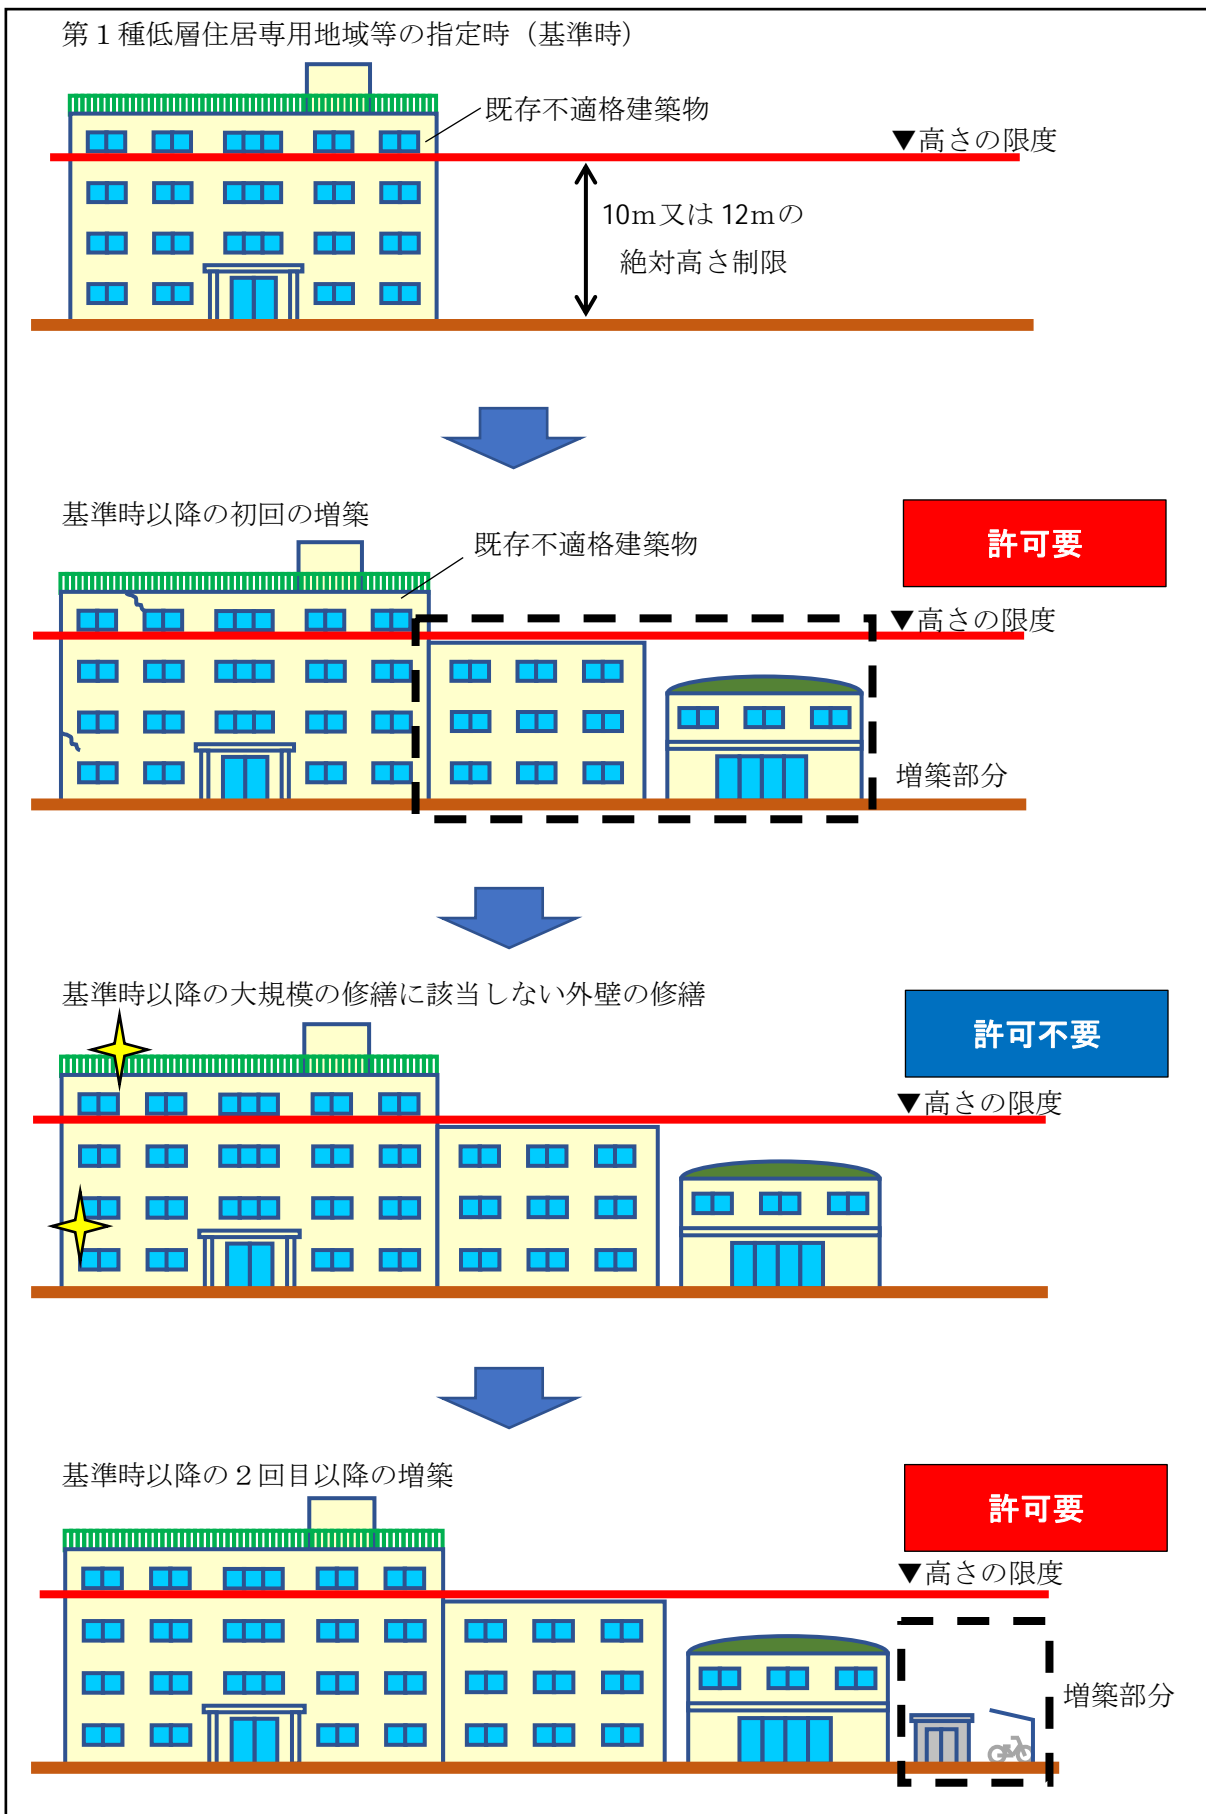 第１種低層住居専用地域等の指定時（基準時）
既存不適格建築物
▼高さの限度
10ｍ又は 12ｍの
絶対高さ制限
基準時以降の初回の増築
許可要
既存不適格建築物
▼高さの限度
増築部分
基準時以降の大規模の修繕に該当しない外壁の修繕
許可不要
▼高さの限度
基準時以降の２回目以降の増築
許可要
▼高さの限度
増築部分